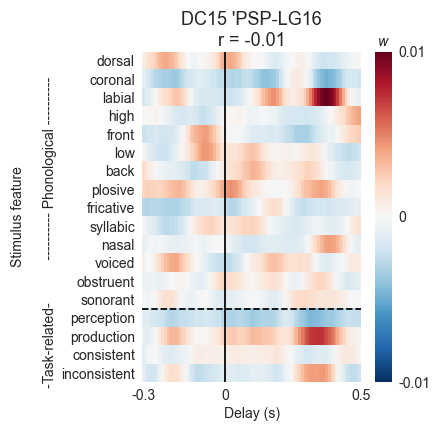 DC15 'PSP-LG16
r = -0.01
w
Stimulus feature
---------- Phonological ----------
-Task-related-
dorsal
coronal
labial
high
front
low
back
plosive
fricative
syllabic
nasal
voiced
obstruent
sonorant
perception
production
consistent
inconsistent
0.01
0
-0.01
-0.3 0 0.5
Delay (s)